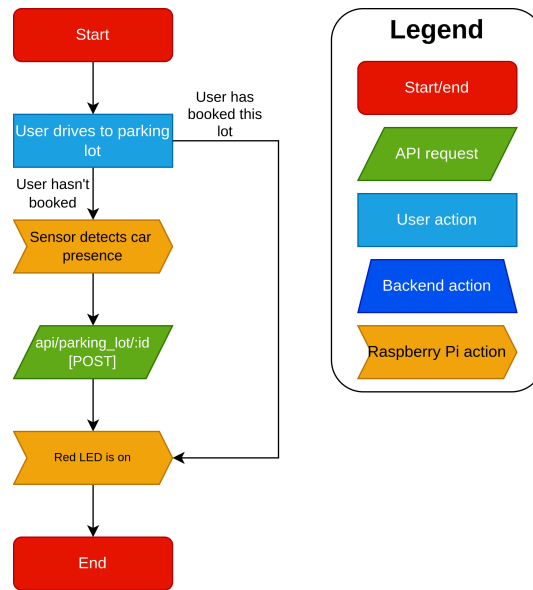 Start
User drives to parking
lot
User has
booked this
lot
User hasn't
booked
Sensor detects car
presence
api/parking_lot/:id
[POST]
Red LED is on
End
Legend
Start/end
API request
User action
Backend action
Raspberry Pi action